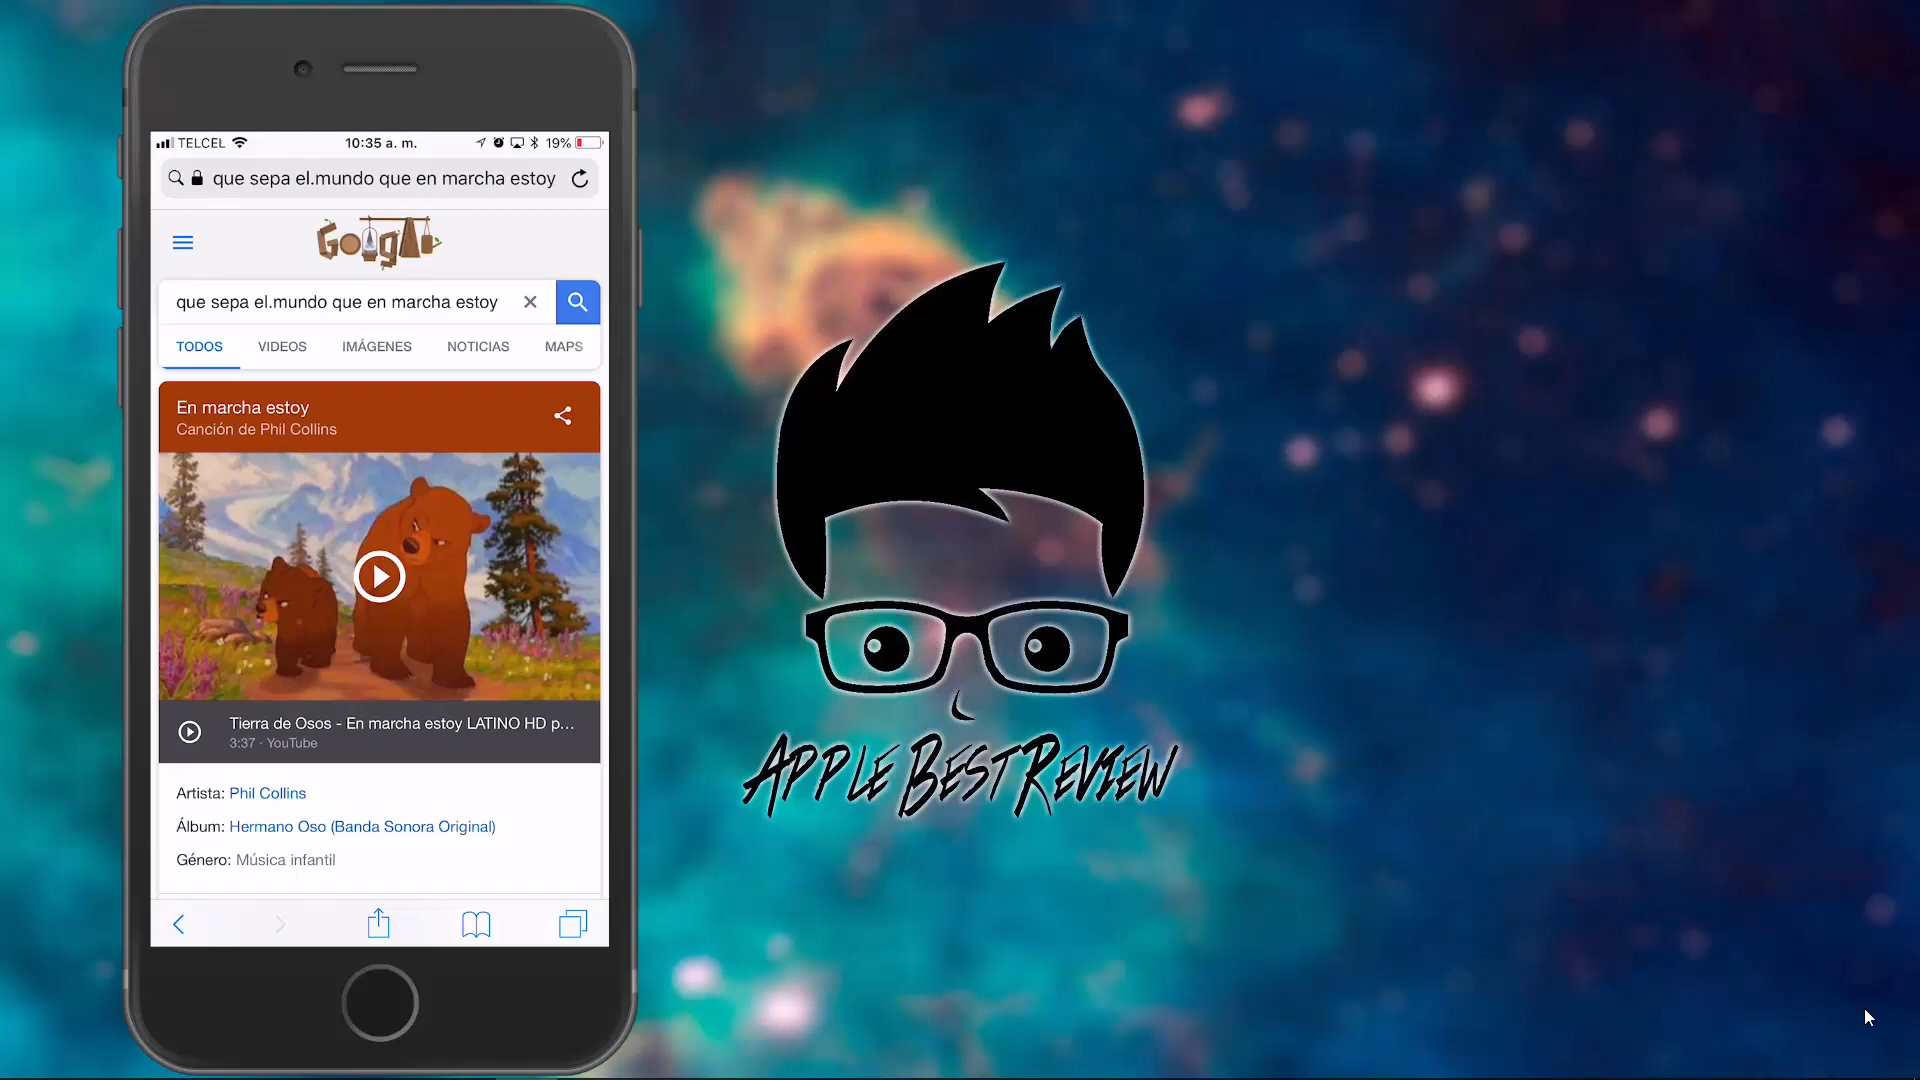 TELCEL 10:35 a. m. 19%
que sepa el.mundo que en marcha estoy
Google
que sepa el.mundo que en marcha estoy
TODOS VIDEOS IMÁGENES NOTICIAS MAPS
En marcha estoy
Canción de Phil Collins
Tierra de Osos - En marcha estoy LATINO HD p...
3:37 · YouTube
Artista: Phil Collins
Álbum: Hermano Oso (Banda Sonora Original)
Género: Música infantil
APPLE BEST REVIEW